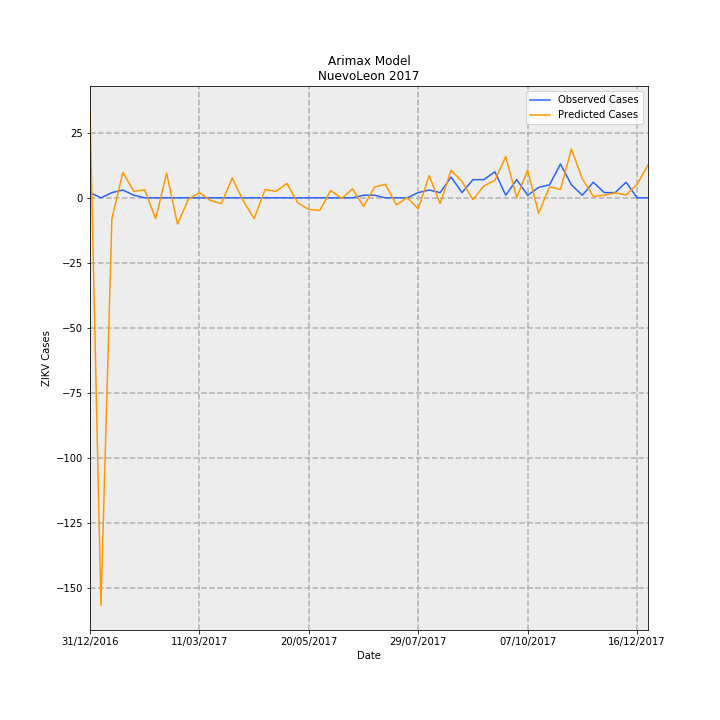 Arimax Model
NuevoLeon 2017
Observed Cases
Predicted Cases
25
0
−25
−50
−75
−100
−125
−150
ZIKV Cases
31/12/2016 11/03/2017 20/05/2017 29/07/2017 07/10/2017 16/12/2017
Date